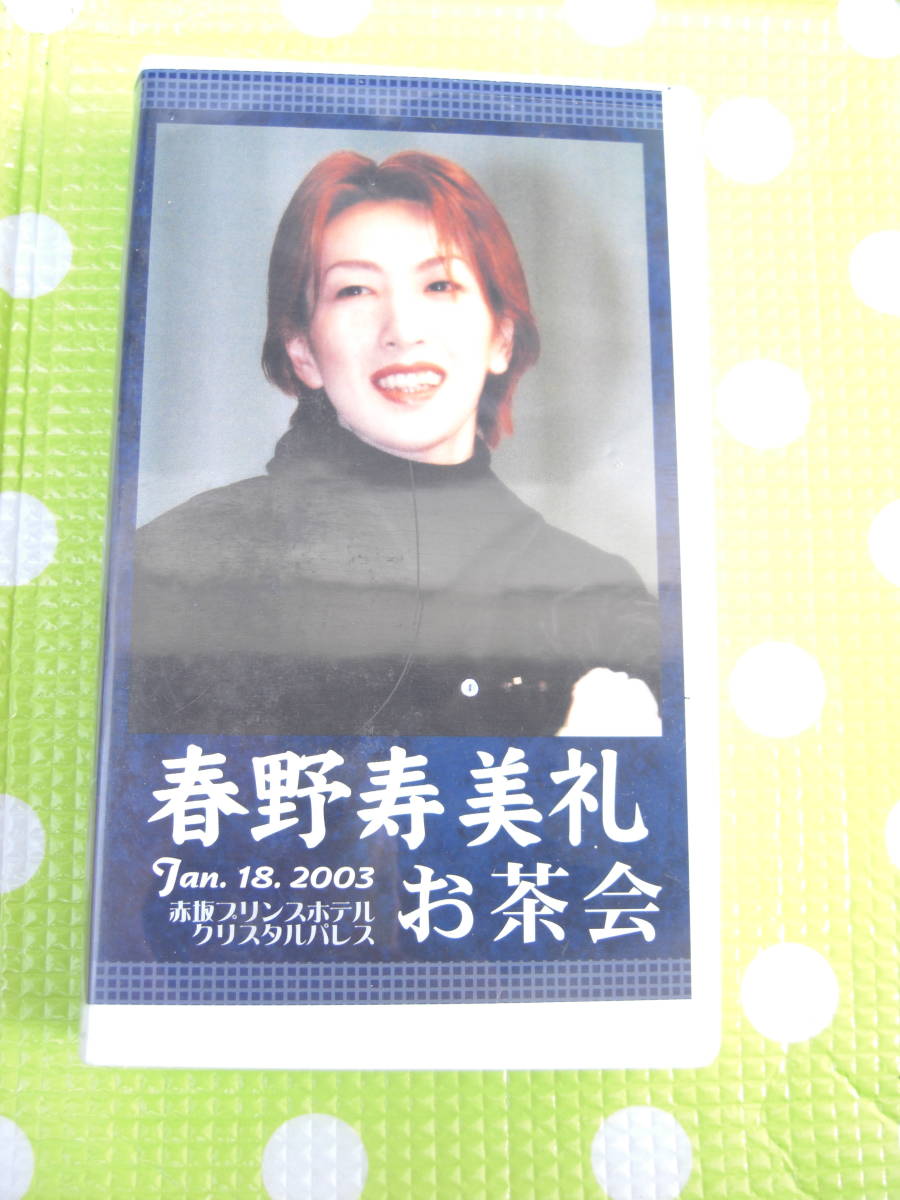 春野寿美礼
Jan. 18. 2003
赤坂プリンスホテル
クリスタルパレス
お茶会